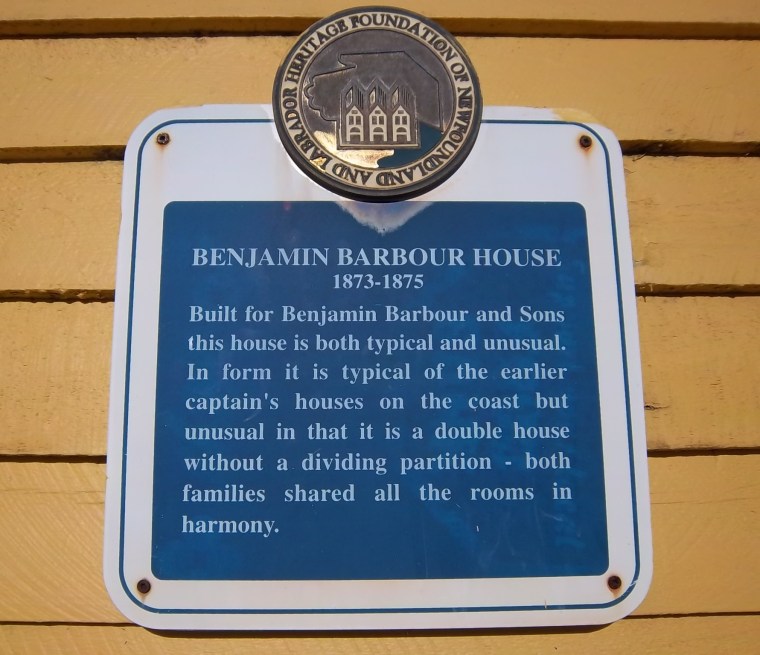 HERITAGE FOUNDATION OF NEWFOUNDLAND AND LABRADOR
BENJAMIN BARBOUR HOUSE
1873-1875
Built for Benjamin Barbour and Sons
this house is both typical and unusual.
In form it is typical of the earlier
captain's houses on the coast but
unusual in that it is a double house
without a dividing partition - both
families shared all the rooms in
harmony.